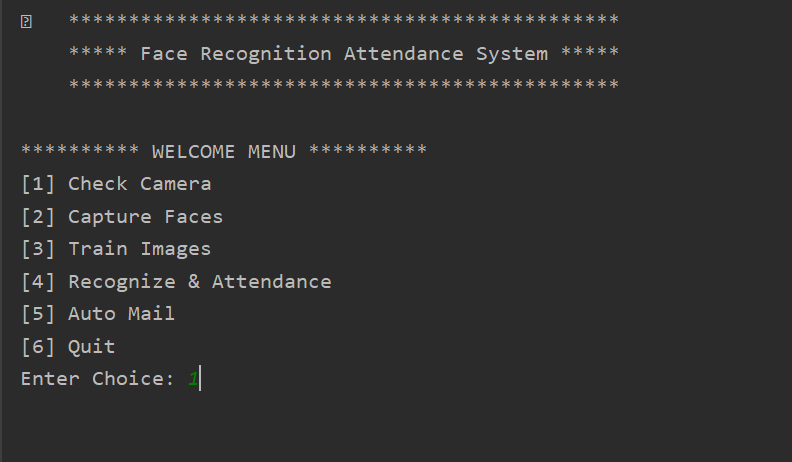 **********************************************
***** Face Recognition Attendance System *****
**********************************************
********** WELCOME MENU **********
[1] Check Camera
[2] Capture Faces
[3] Train Images
[4] Recognize & Attendance
[5] Auto Mail
[6] Quit
Enter Choice: 1